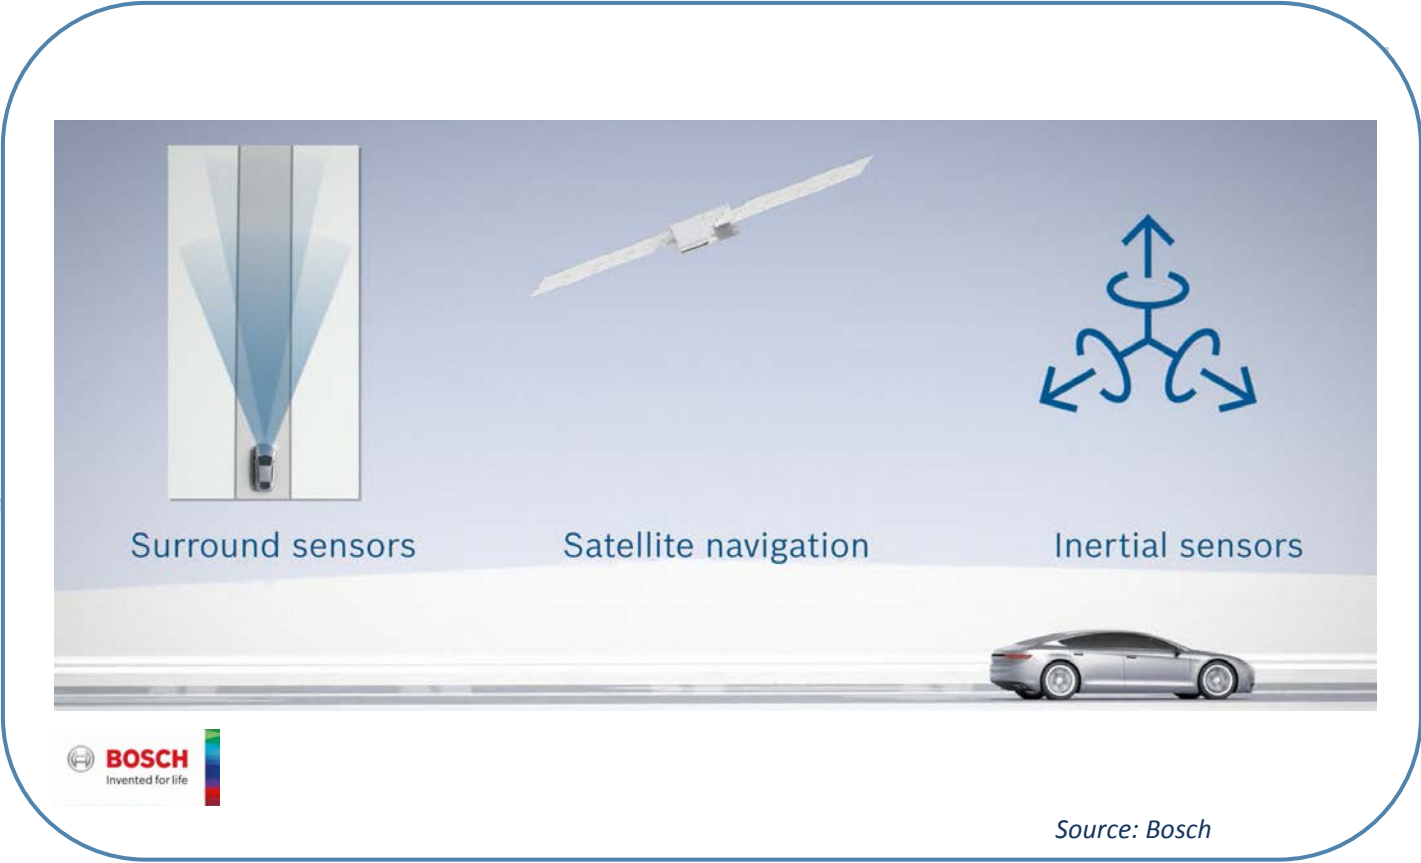 Surround sensors
Satellite navigation
Inertial sensors
BOSCH
Invented for life
Source: Bosch